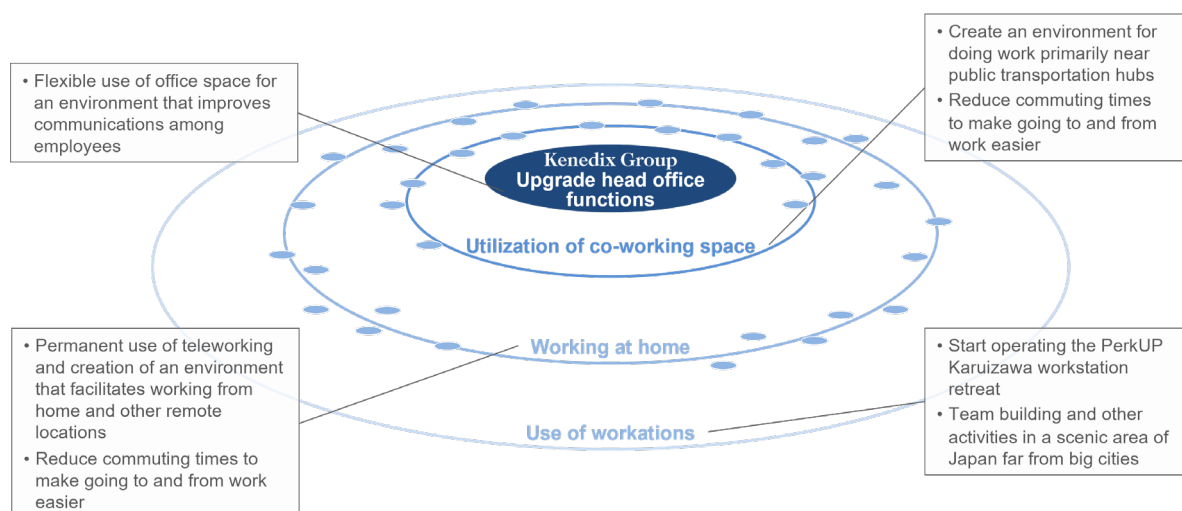 • Flexible use of office space for
an environment that improves
communications among
employees
• Create an environment for
doing work primarily near
public transportation hubs
• Reduce commuting times
to make going to and from
work easier
Kenedix Group
Upgrade head office
functions
Utilization of co-working space
Working at home
Use of workations
• Permanent use of teleworking
and creation of an environment
that facilitates working from
home and other remote
locations
• Reduce commuting times to
make going to and from work
easier
• Start operating the PerkUP
Karuizawa workstation
retreat
• Team building and other
activities in a scenic area of
Japan far from big cities